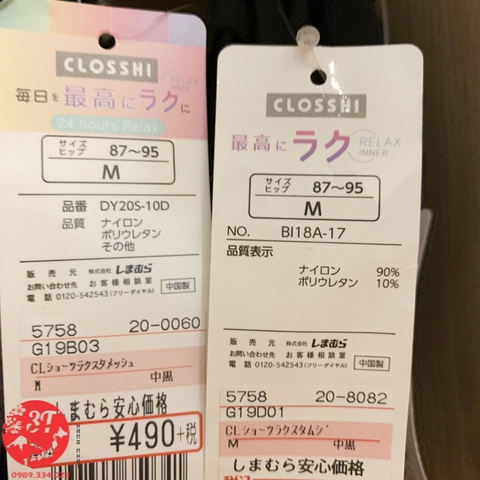 CLOSSHI
毎日を最高にラクに
RELAX
INNER
24 hours Relax
サイズ
ヒップ 87〜95
M
品番 DY20S-10D
品質 ナイロン
ポリウレタン
その他
販売元 株式会社 しまむら
お問い合わせ先 お客様相談室
電話 0120-542543(フリーダイヤル)
中国製
5758 20-0060
G19B03
CLショーツラクスタメッシュ
M 中黒
しまむら安心価格
¥490+税
CLOSSHI
最高にラク
RELAX
INNER
サイズ
ヒップ 87〜95
M
NO. BI18A-17
品質表示
ナイロン 90%
ポリウレタン 10%
販売元 株式会社 しまむら
お問い合わせ先 お客様相談室
電話 0120-542543(フリーダイヤル)
中国製
5758 20-8082
G19D01
CLショーツラクスタムジ
M 中黒
しまむら安心価格
3T